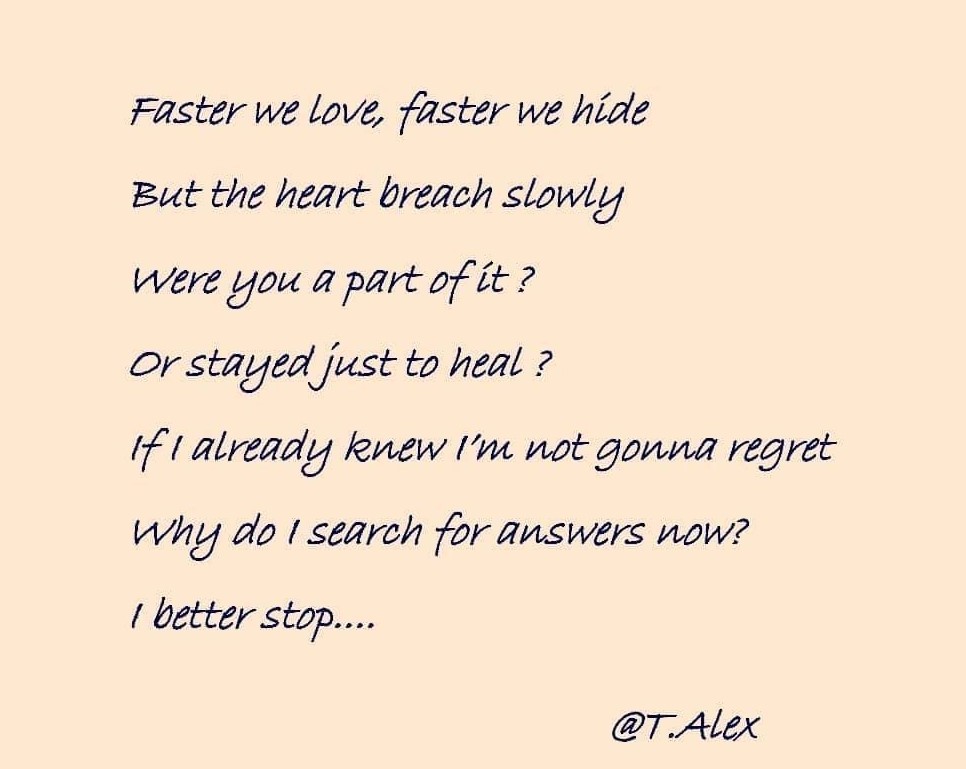 Faster we love, faster we hide
But the heart breach slowly
Were you a part of it ?
Or stayed just to heal ?
If I already knew I'm not gonna regret
Why do I search for answers now?
I better stop....
@T.Alex